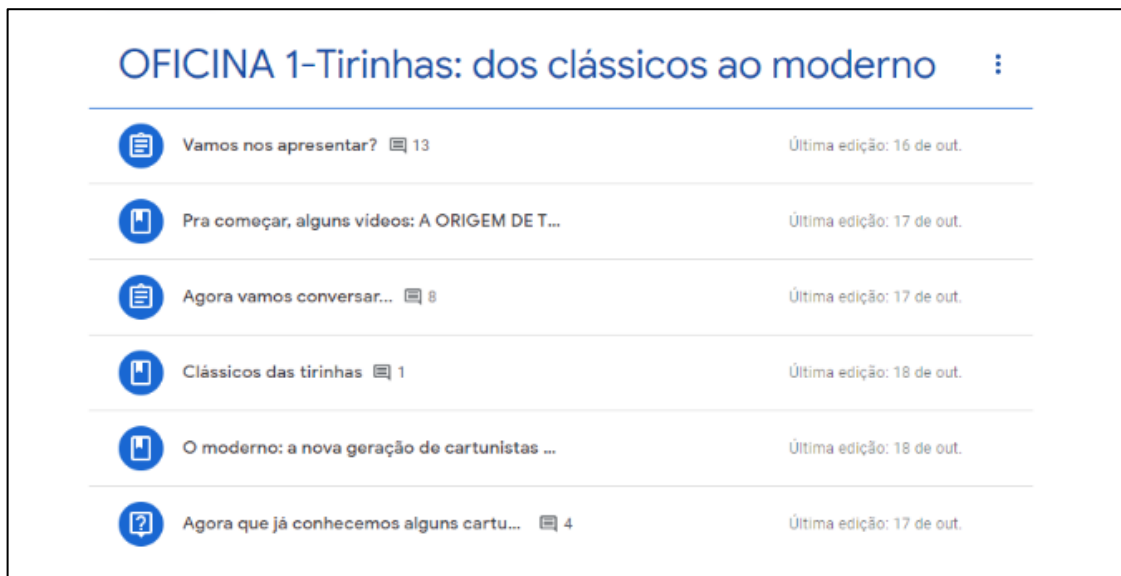 OFICINA 1-Tirinhas: dos clássicos ao moderno
Vamos nos apresentar? 13 Última edição: 16 de out.
Pra começar, alguns vídeos: A ORIGEM DE T... Última edição: 17 de out.
Agora vamos conversar... 8 Última edição: 17 de out.
Clássicos das tirinhas 1 Última edição: 18 de out.
O moderno: a nova geração de cartunistas ... Última edição: 18 de out.
Agora que já conhecemos alguns cartu... 4 Última edição: 17 de out.